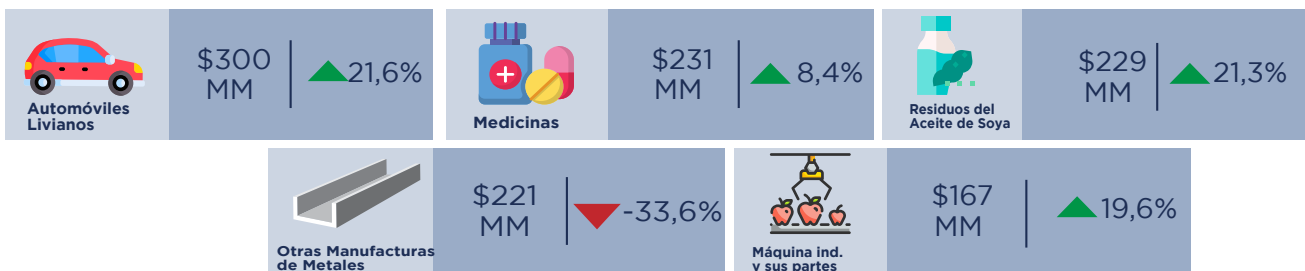 $300
MM
21,6%
Automóviles
Livianos
$231
MM
8,4%
Medicinas
$229
MM
21,3%
Residuos del
Aceite de Soya
$221
MM
-33,6%
Otras Manufacturas
de Metales
$167
MM
19,6%
Máquina ind.
y sus partes